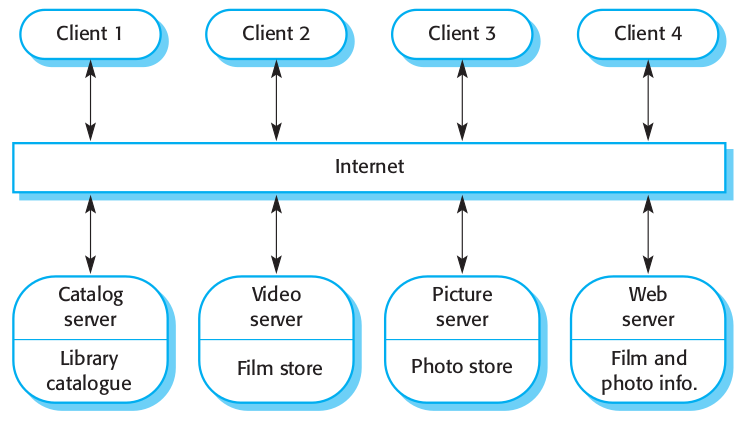 Client 1
Client 2
Client 3
Client 4
Internet
Catalog
server
Library
catalogue
Video
server
Film store
Picture
server
Photo store
Web
server
Film and
photo info.